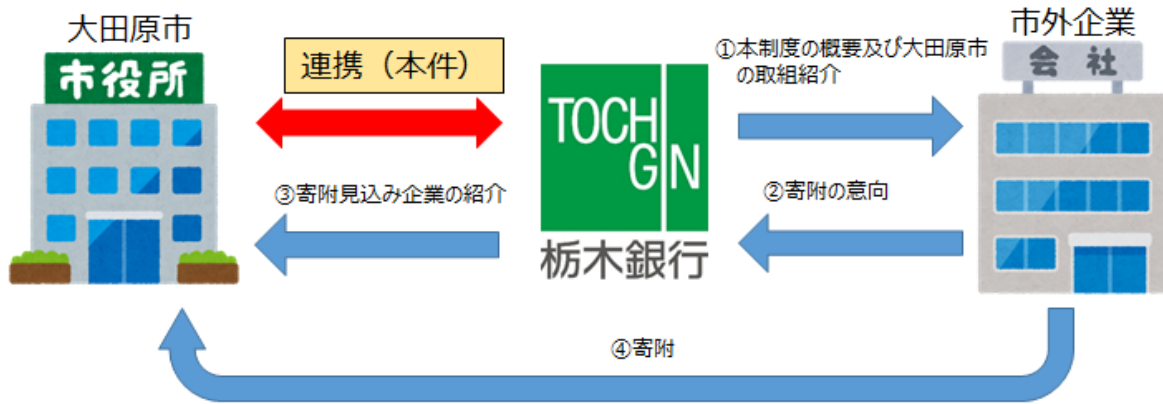 大田原市
市役所
連携（本件）
TOCH
GIN
栃木銀行
①本制度の概要及び大田原市
の取組紹介
市外企業
会社
③寄附見込み企業の紹介
②寄附の意向
④寄附